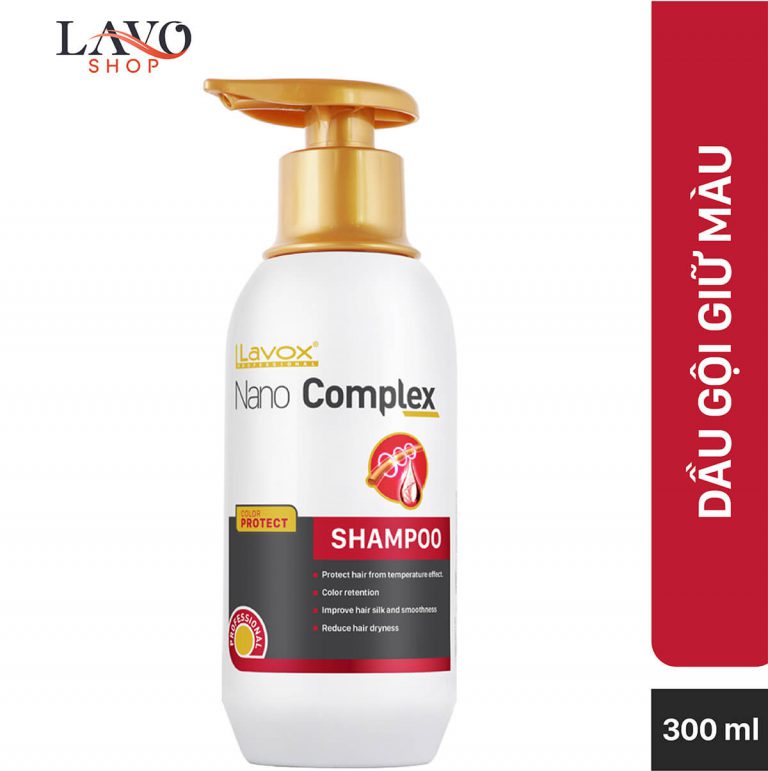 LAVO
SHOP
Lavox®
PROFESSIONAL
Nano Complex
COLOR
PROTECT
SHAMPOO
Protect hair from temperature effect.
Color retention
Improve hair silk and smoothness
Reduce hair dryness
PROFESSIONAL
DẦU GỘI GIỮ MÀU
300 ml